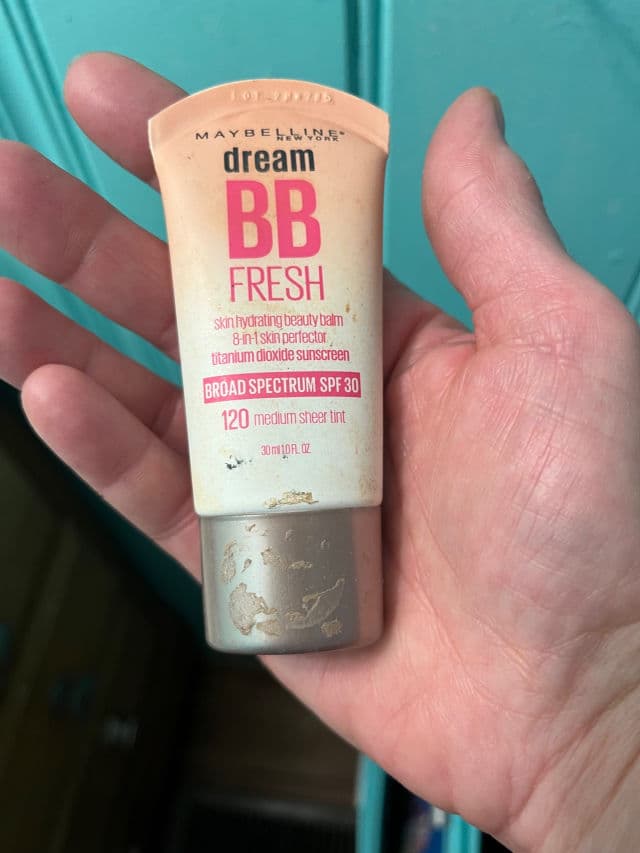 MAYBELLINE®
NEW YORK
dream
BB
FRESH
skin hydrating beauty balm
8-in-1 skin perfector
titanium dioxide sunscreen
BROAD SPECTRUM SPF 30
120 medium sheer tint
30 ml 1.0 FL. OZ.